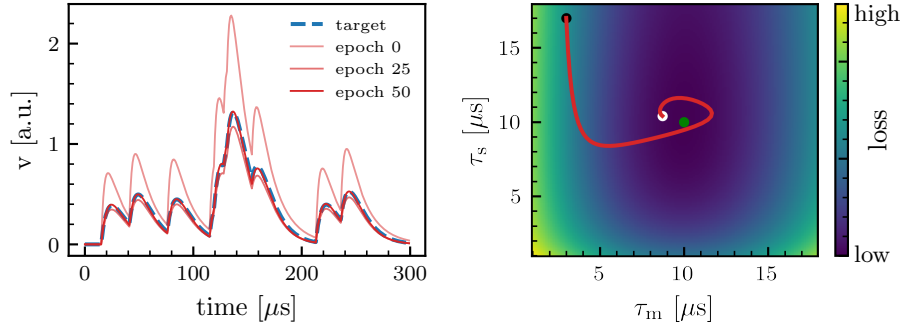 target
epoch 0
epoch 25
epoch 50
v [a.u.]
2
1
0
0
100
200
300
time [μs]
τs [μs]
15
10
5
5
10
15
τm [μs]
high
loss
low